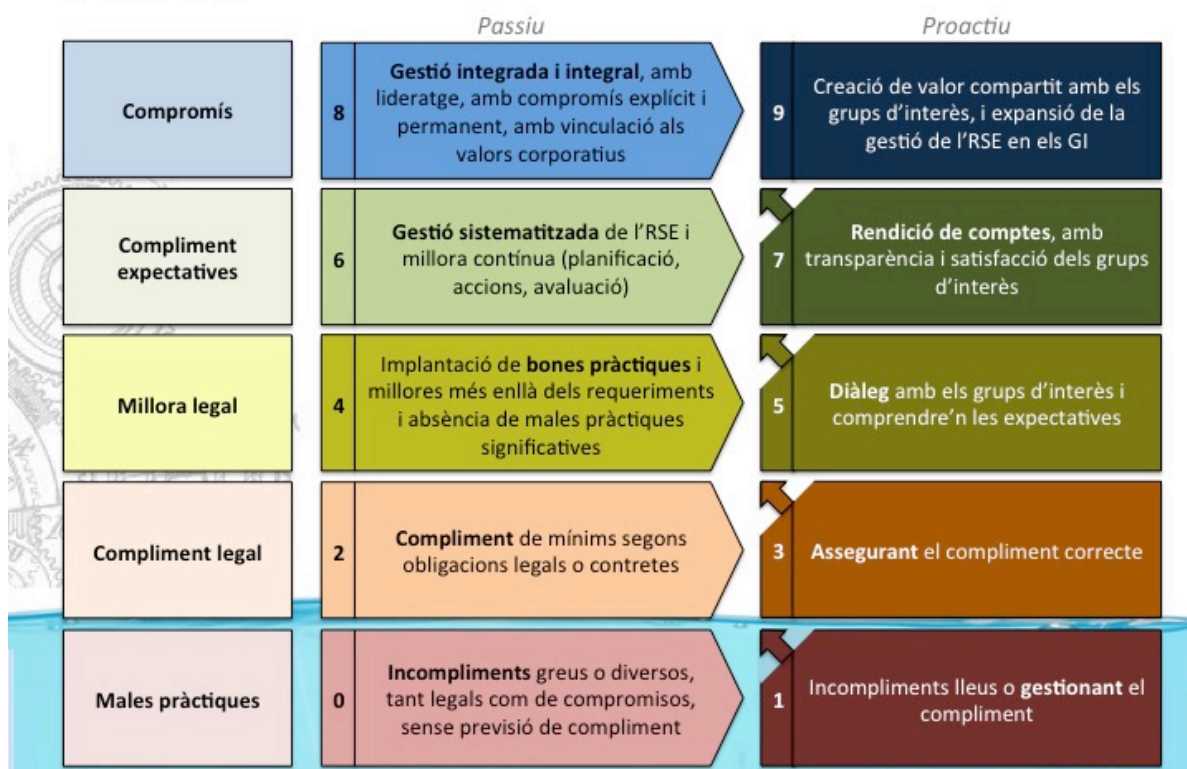 Passiu
Proactiu
Compromís
8
Gestió integrada i integral, amb
lideratge, amb compromís explícit i
permanent, amb vinculació als
valors corporatius
9
Creació de valor compartit amb els
grups d'interès, i expansió de la
gestió de l'RSE en els GI
Compliment
expectatives
6
Gestió sistematitzada de l'RSE i
millora contínua (planificació,
accions, avaluació)
7
Rendició de comptes, amb
transparència i satisfacció dels grups
d'interès
Millora legal
4
Implantació de bones pràctiques i
millores més enllà dels requeriments
i absència de males pràctiques
significatives
5
Diàleg amb els grups d'interès i
comprendre'n les expectatives
Compliment legal
2
Compliment de mínims segons
obligacions legals o contretes
3
Assegurant el compliment correcte
Males pràctiques
0
Incompliments greus o diversos,
tant legals com de compromisos,
sense previsió de compliment
1
Incompliments lleus o gestionant el
compliment